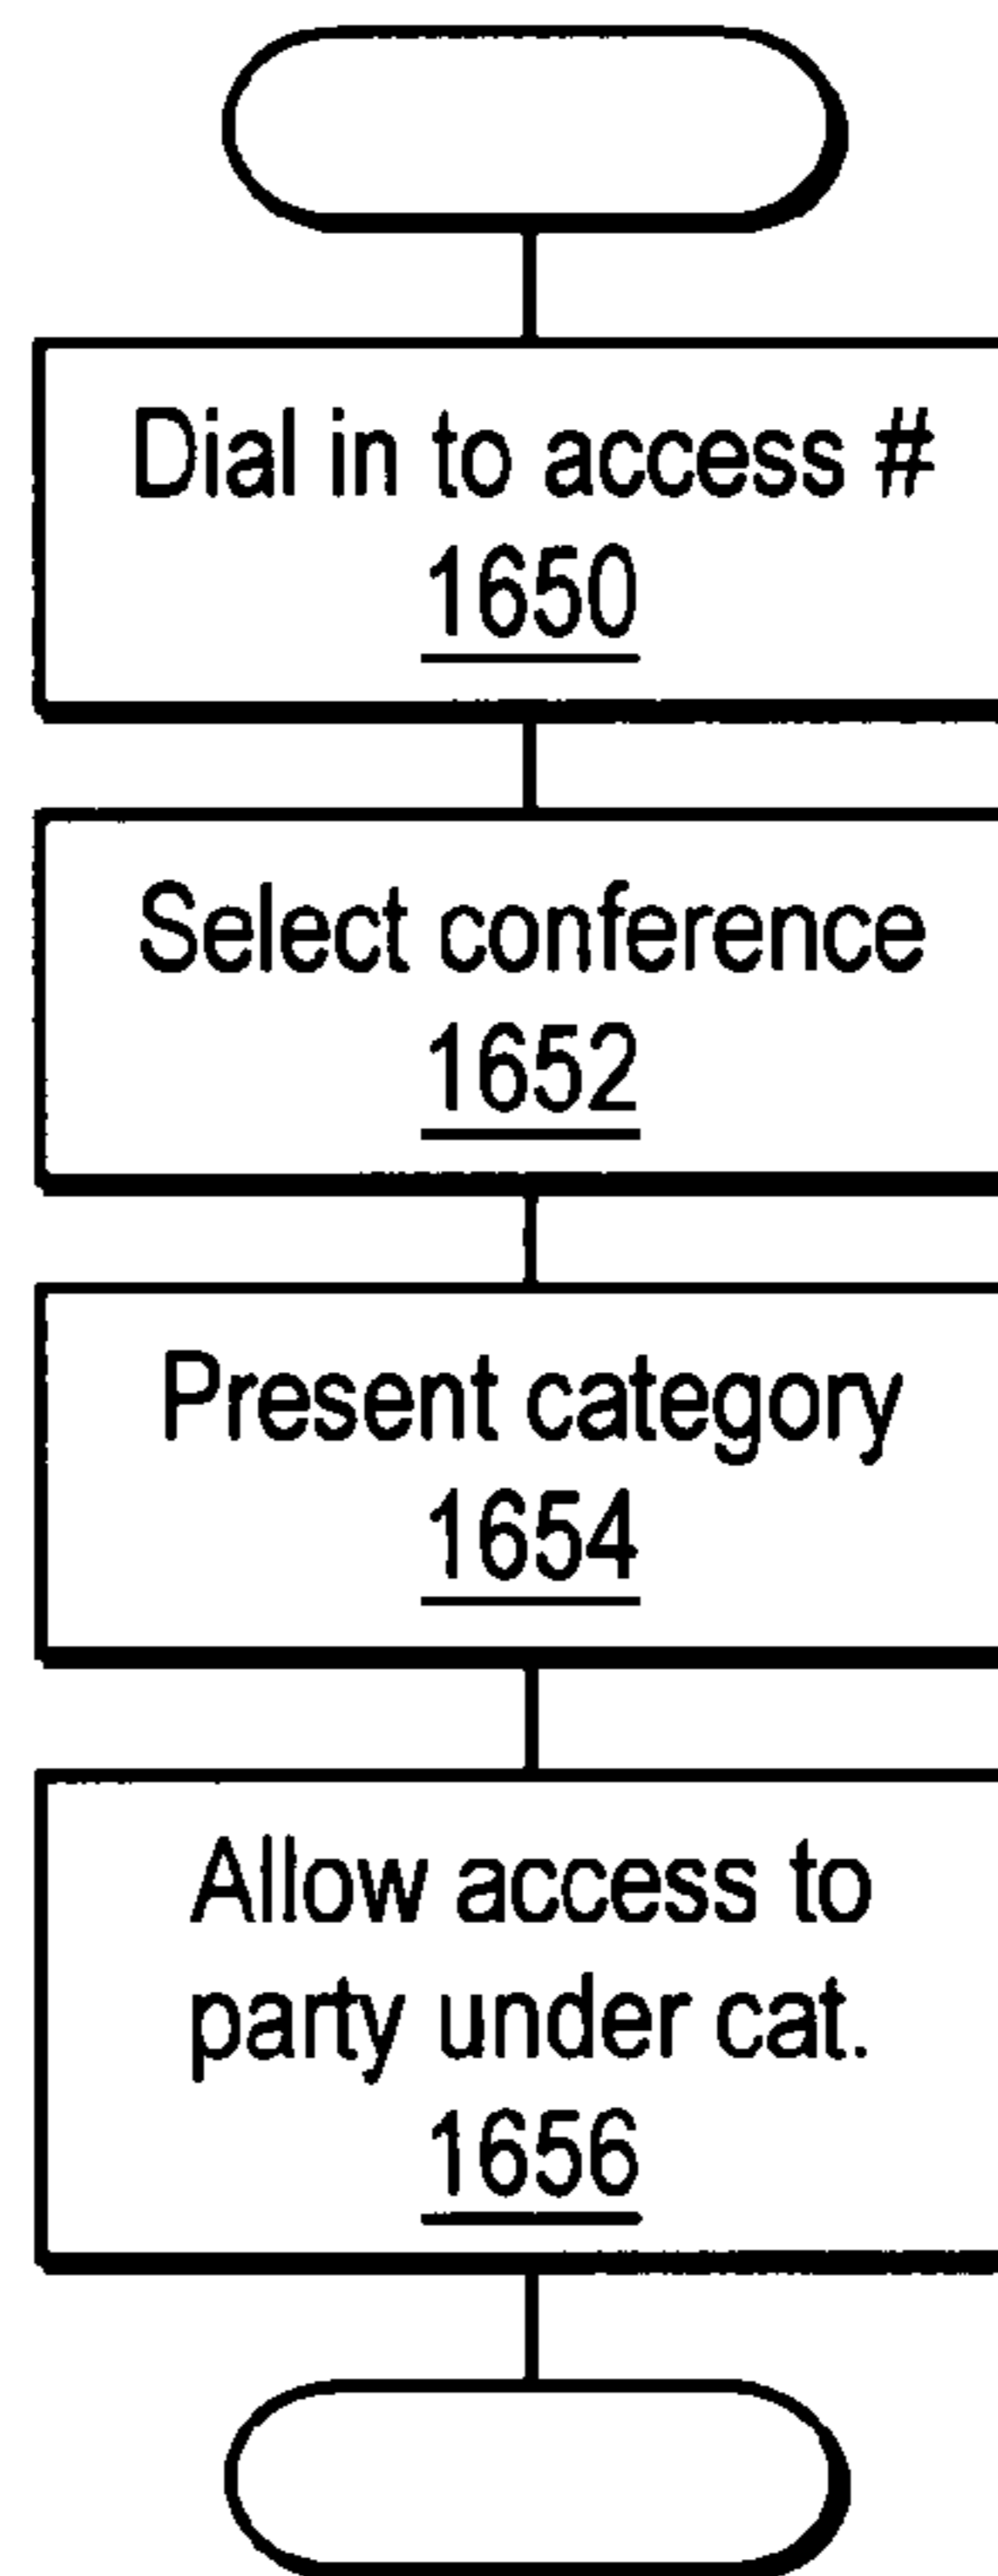 Dial in to access #
1650
Select conference
1652
Present category
1654
Allow access to
party under cat.
1656